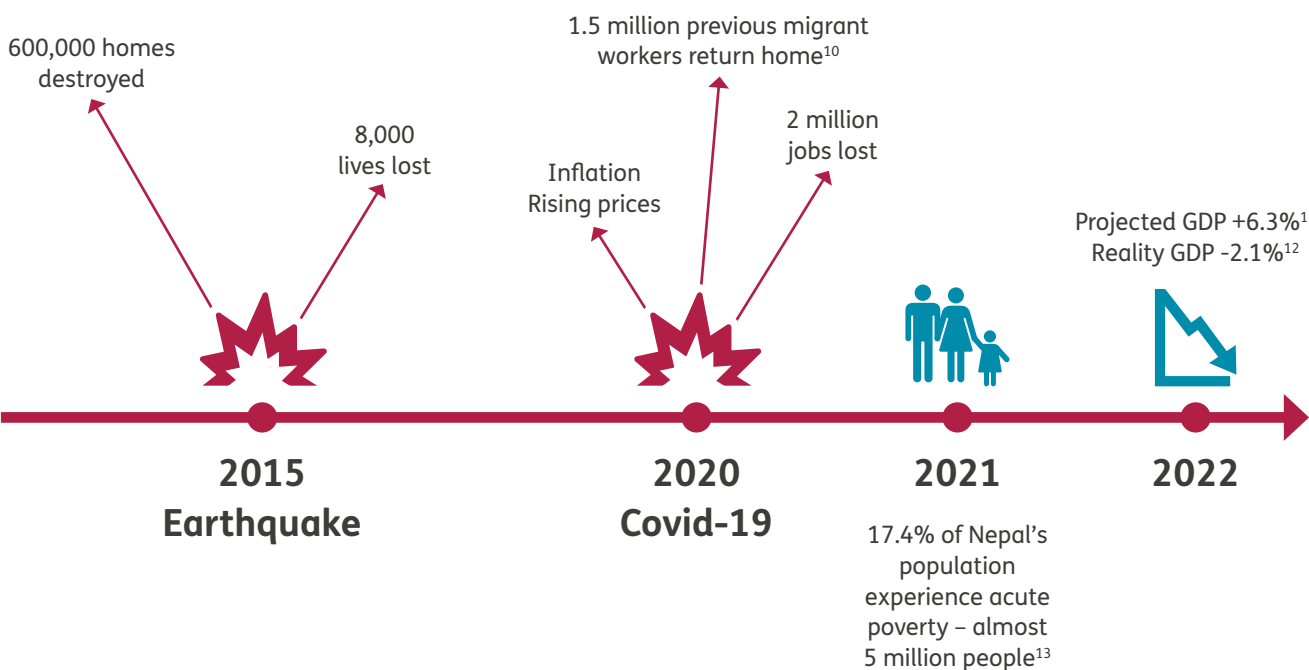 600,000 homes
destroyed
8,000
lives lost
1.5 million previous migrant
workers return home¹⁰
Inflation
Rising prices
2 million
jobs lost
Projected GDP +6.3%¹
Reality GDP -2.1%¹²
2015
Earthquake
2020
Covid-19
2021
17.4% of Nepal’s
population
experience acute
poverty – almost
5 million people¹³
2022